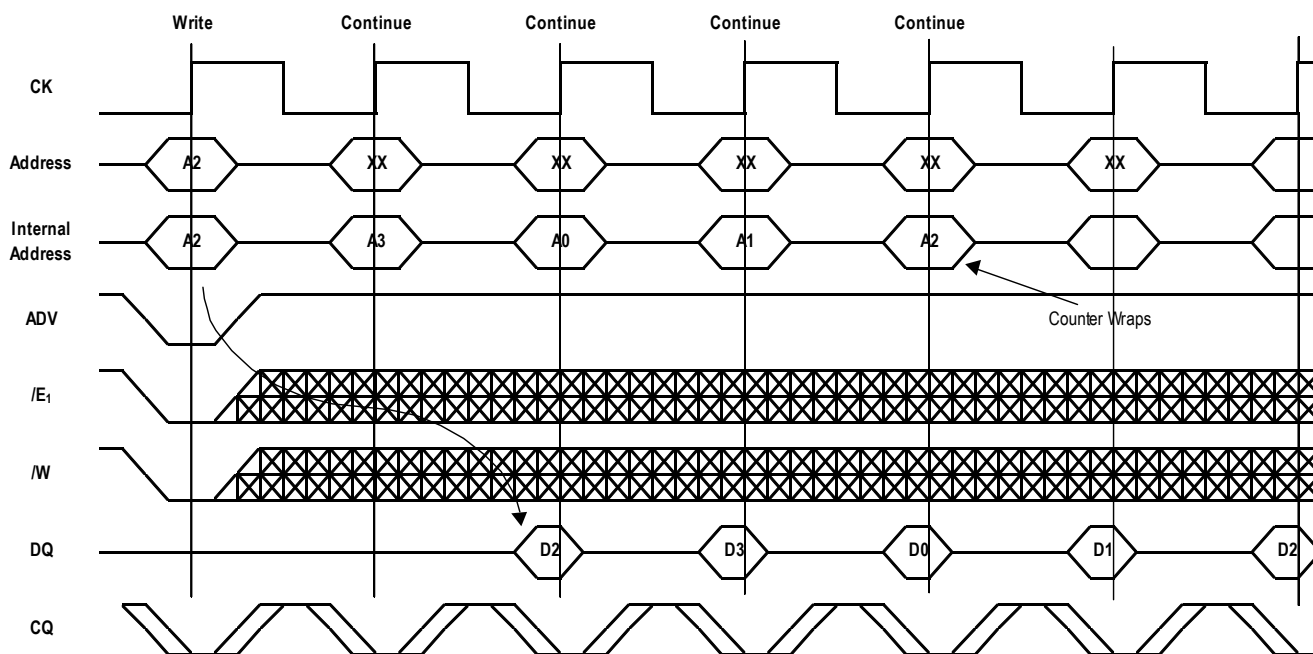 Write Continue Continue Continue Continue
CK
Address A2 XX XX XX XX XX
Internal
Address
A2 A3 A0 A1 A2
ADV
Counter Wraps
/E1
/W
DQ D2 D3 D0 D1 D2
CQ